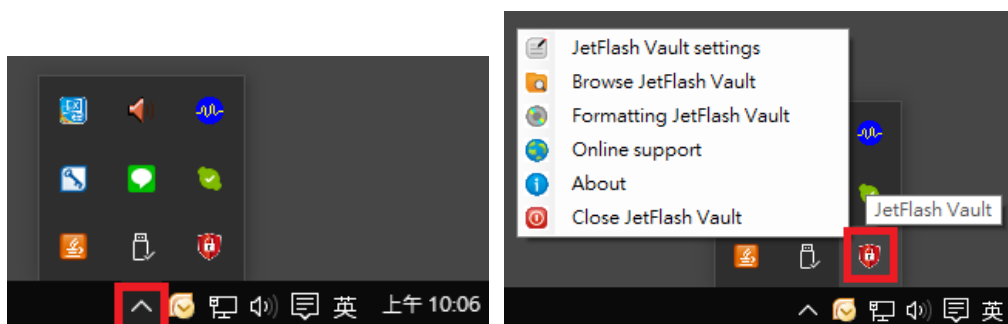 英 上午 10:06
JetFlash Vault settings
Browse JetFlash Vault
Formatting JetFlash Vault
Online support
About
Close JetFlash Vault
JetFlash Vault
英